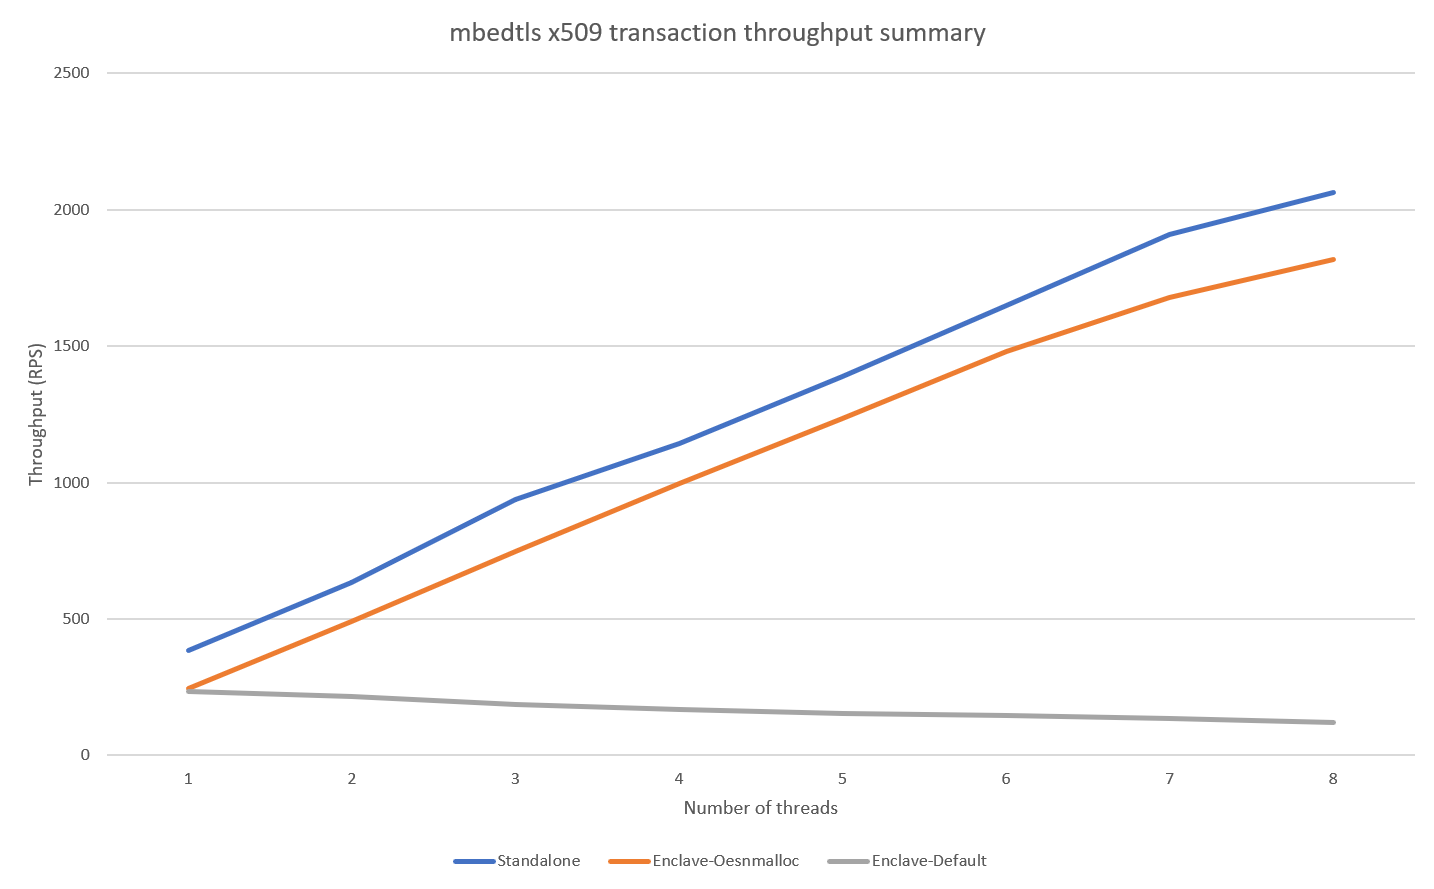 mbedtls x509 transaction throughput summary
2500
2000
1500
1000
500
0
Throughput (RPS)
1 2 3 4 5 6 7 8
Number of threads
Standalone Enclave-Oesnmalloc Enclave-Default